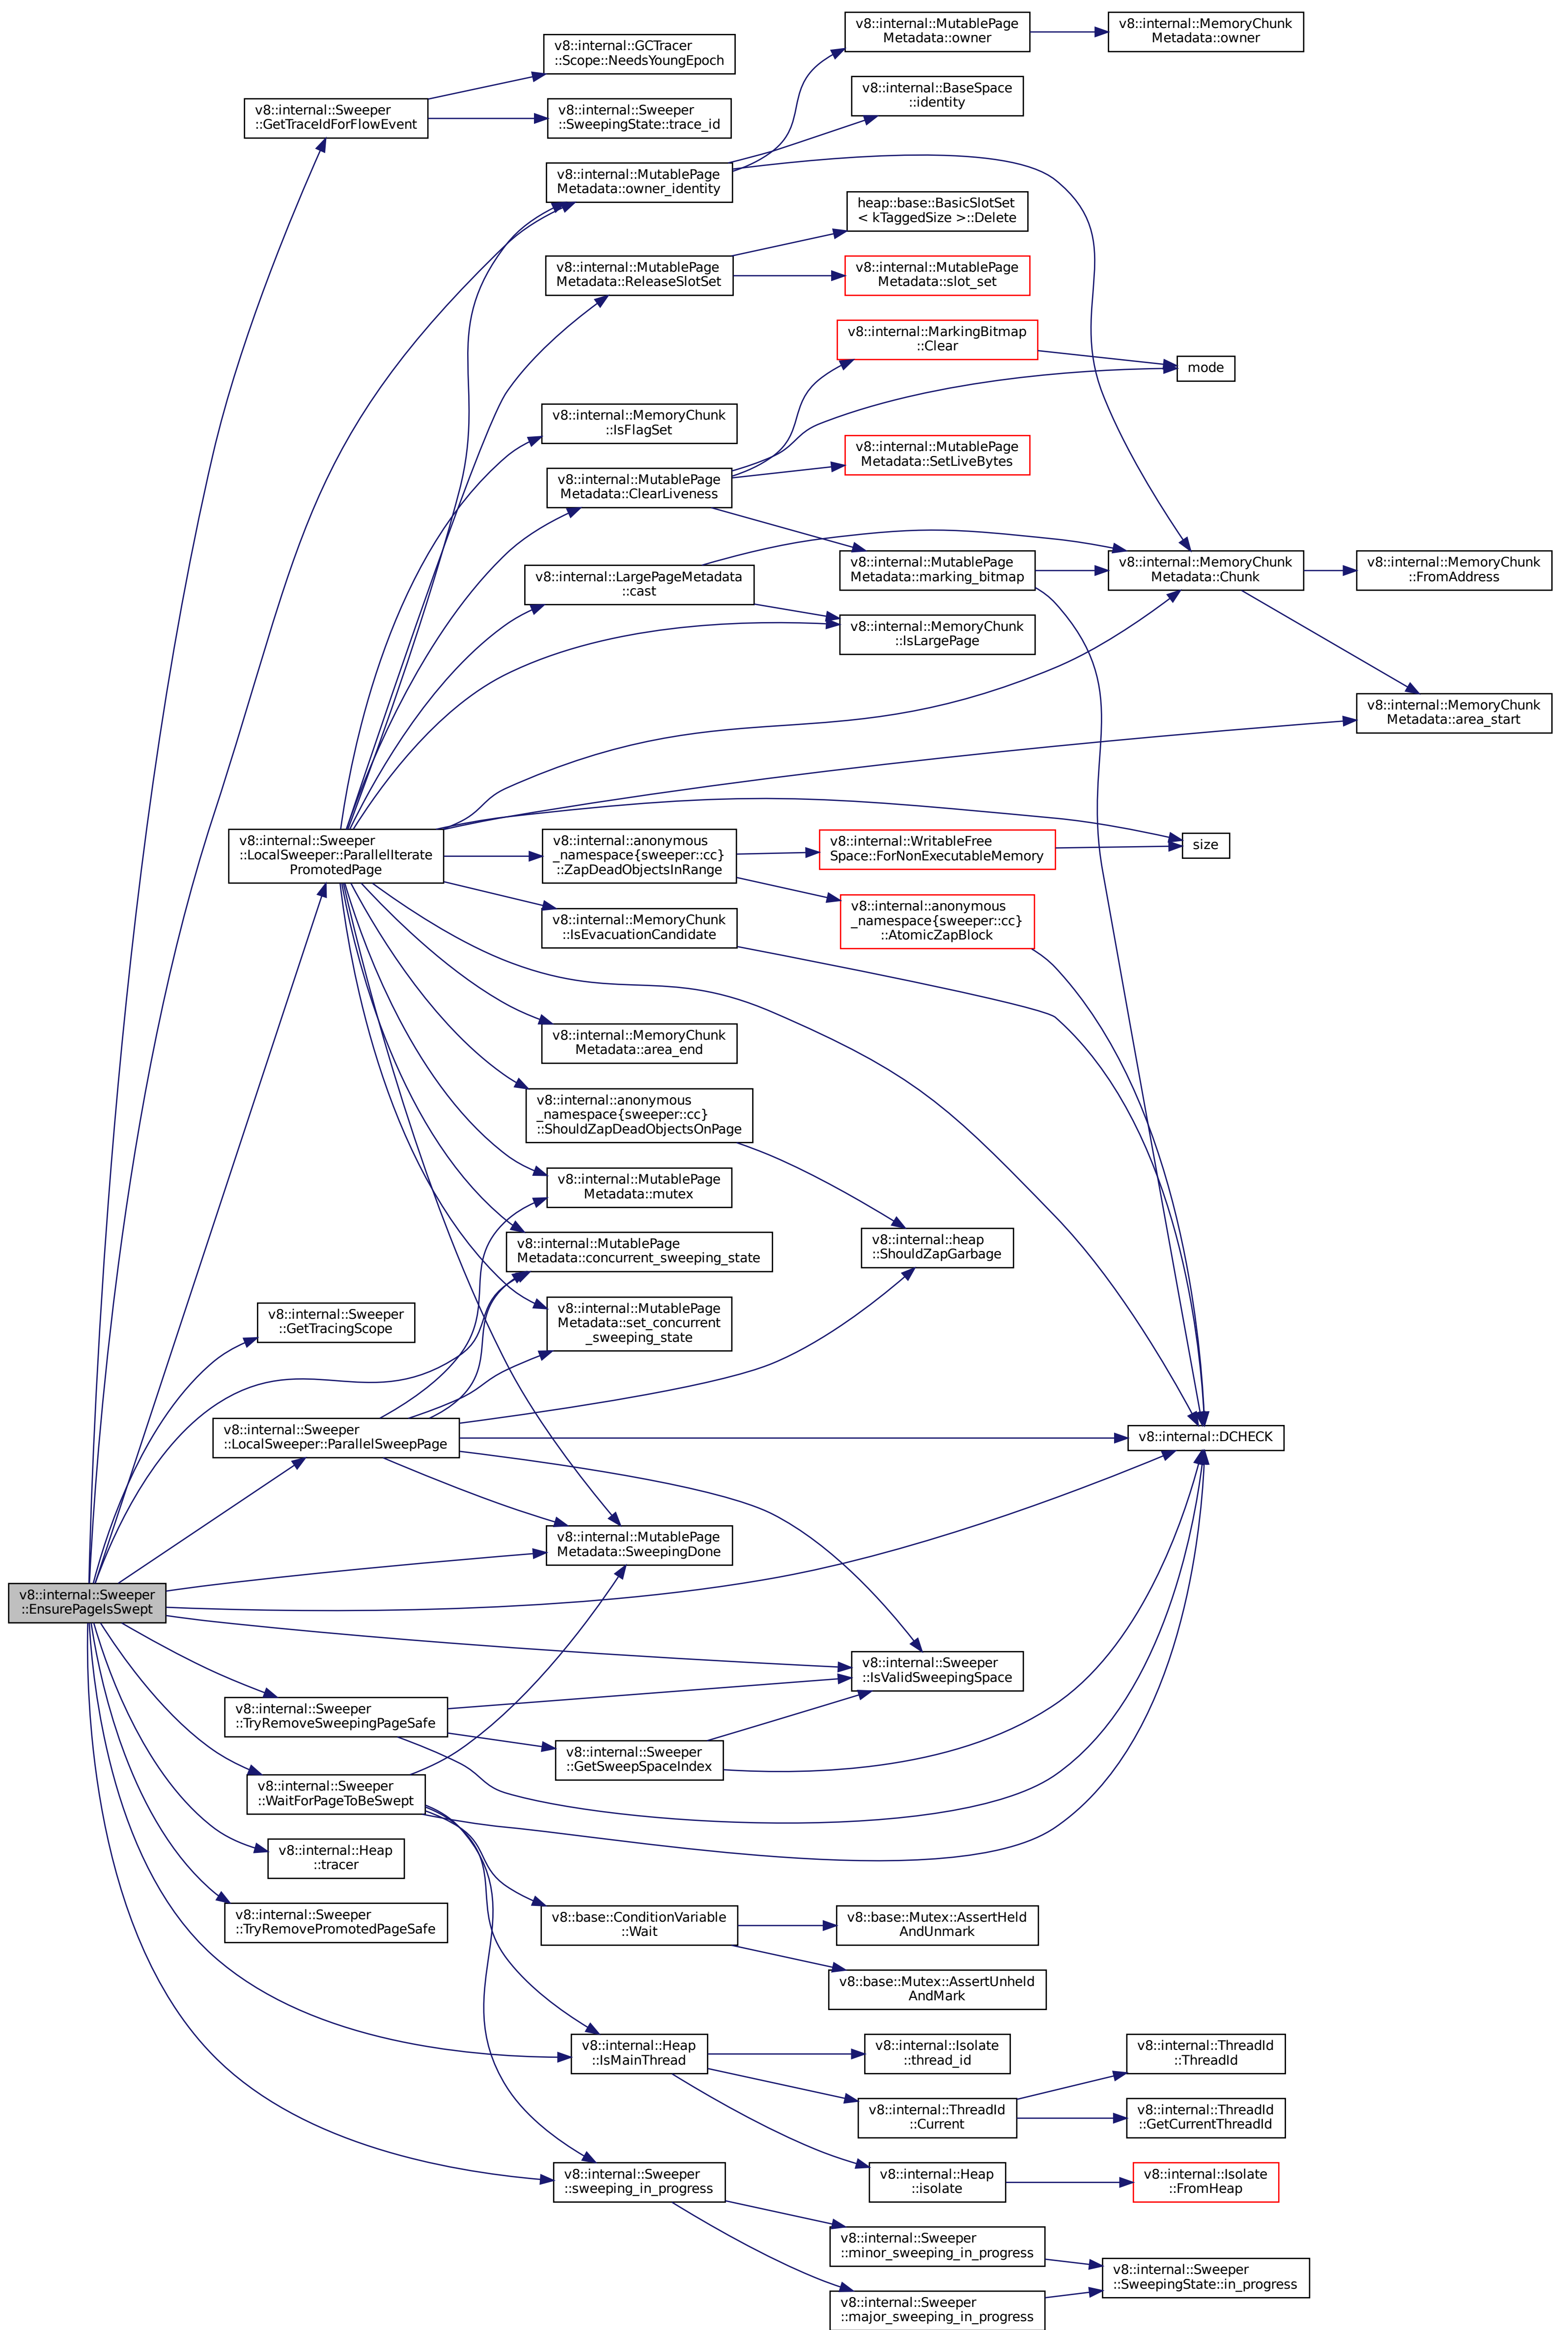 v8::internal::MutablePage
Metadata::owner
v8::internal::MemoryChunk
Metadata::owner
v8::internal::GCTracer
::Scope::NeedsYoungEpoch
v8::internal::BaseSpace
::identity
v8::internal::Sweeper
::GetTraceIdForFlowEvent
v8::internal::Sweeper
::SweepingState::trace_id
v8::internal::MutablePage
Metadata::owner_identity
heap::base::BasicSlotSet
< kTaggedSize >::Delete
v8::internal::MutablePage
Metadata::ReleaseSlotSet
v8::internal::MutablePage
Metadata::slot_set
v8::internal::MarkingBitmap
::Clear
mode
v8::internal::MemoryChunk
::IsFlagSet
v8::internal::MutablePage
Metadata::SetLiveBytes
v8::internal::MutablePage
Metadata::ClearLiveness
v8::internal::MutablePage
Metadata::marking_bitmap
v8::internal::MemoryChunk
Metadata::Chunk
v8::internal::MemoryChunk
::FromAddress
v8::internal::LargePageMetadata
::cast
v8::internal::MemoryChunk
::IsLargePage
v8::internal::MemoryChunk
Metadata::area_start
v8::internal::Sweeper
::LocalSweeper::ParallelIterate
PromotedPage
v8::internal::anonymous
_namespace{sweeper::cc}
::ZapDeadObjectsInRange
v8::internal::WritableFree
Space::ForNonExecutableMemory
size
v8::internal::MemoryChunk
::IsEvacuationCandidate
v8::internal::anonymous
_namespace{sweeper::cc}
::AtomicZapBlock
v8::internal::MemoryChunk
Metadata::area_end
v8::internal::anonymous
_namespace{sweeper::cc}
::ShouldZapDeadObjectsOnPage
v8::internal::MutablePage
Metadata::mutex
v8::internal::MutablePage
Metadata::concurrent_sweeping_state
v8::internal::heap
::ShouldZapGarbage
v8::internal::Sweeper
::GetTracingScope
v8::internal::MutablePage
Metadata::set_concurrent
_sweeping_state
v8::internal::Sweeper
::LocalSweeper::ParallelSweepPage
v8::internal::DCHECK
v8::internal::MutablePage
Metadata::SweepingDone
v8::internal::Sweeper
::EnsurePageIsSwept
v8::internal::Sweeper
::IsValidSweepingSpace
v8::internal::Sweeper
::TryRemoveSweepingPageSafe
v8::internal::Sweeper
::GetSweepSpaceIndex
v8::internal::Sweeper
::WaitForPageToBeSwept
v8::internal::Heap
::tracer
v8::internal::Sweeper
::TryRemovePromotedPageSafe
v8::base::ConditionVariable
::Wait
v8::base::Mutex::AssertHeld
AndUnmark
v8::base::Mutex::AssertUnheld
AndMark
v8::internal::Heap
::IsMainThread
v8::internal::Isolate
::thread_id
v8::internal::ThreadId
::ThreadId
v8::internal::ThreadId
::Current
v8::internal::ThreadId
::GetCurrentThreadId
v8::internal::Sweeper
::sweeping_in_progress
v8::internal::Heap
::isolate
v8::internal::Isolate
::FromHeap
v8::internal::Sweeper
::minor_sweeping_in_progress
v8::internal::Sweeper
::SweepingState::in_progress
v8::internal::Sweeper
::major_sweeping_in_progress